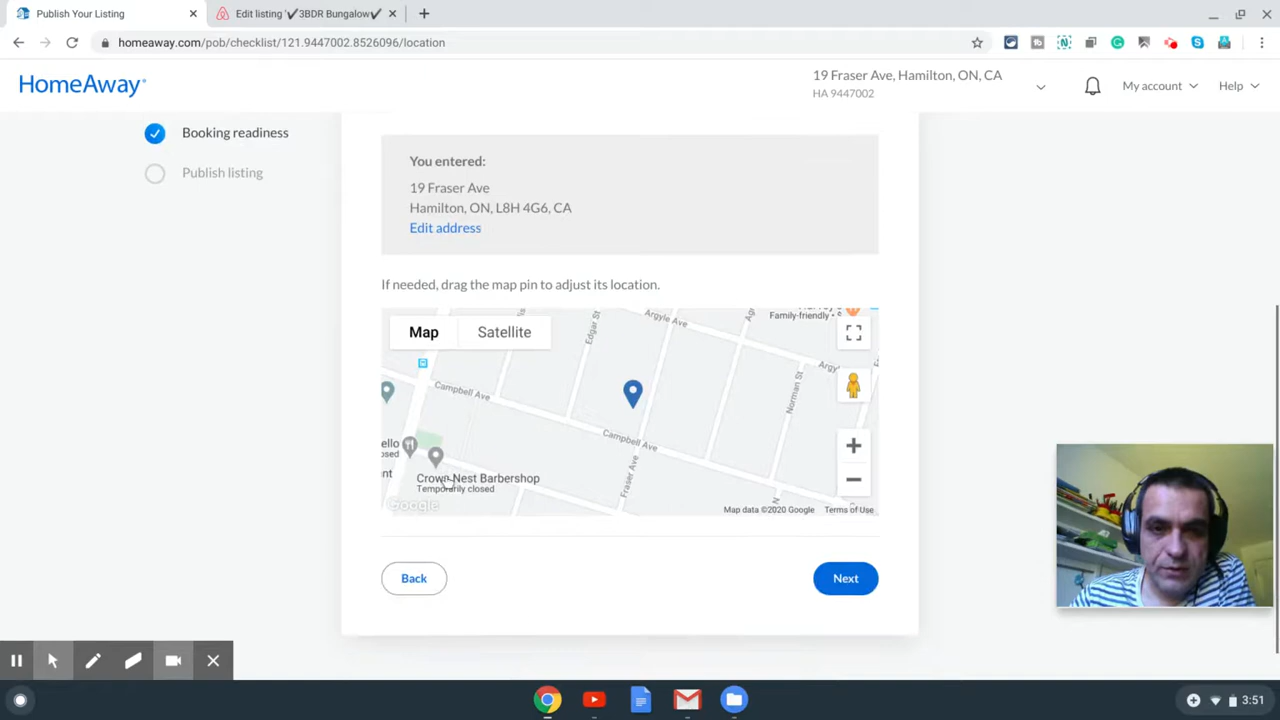 Publish Your Listing
Edit listing '✔3BDR Bungalow✔
homeaway.com/pob/checklist/121.9447002.8526096/location
HomeAway
19 Fraser Ave, Hamilton, ON, CA
HA 9447002
My account
Help
Booking readiness
Publish listing
You entered:
19 Fraser Ave
Hamilton, ON, L8H 4G6, CA
Edit address
If needed, drag the map pin to adjust its location.
Map
Satellite
Edgar St
Argyle Ave
Family-friendly
Campbell Ave
Norman St
Campbell Ave
Fraser Ave
Crown Nest Barbershop
Temporarily closed
Google
Map data ©2020 Google
Terms of Use
Back
Next
3:51